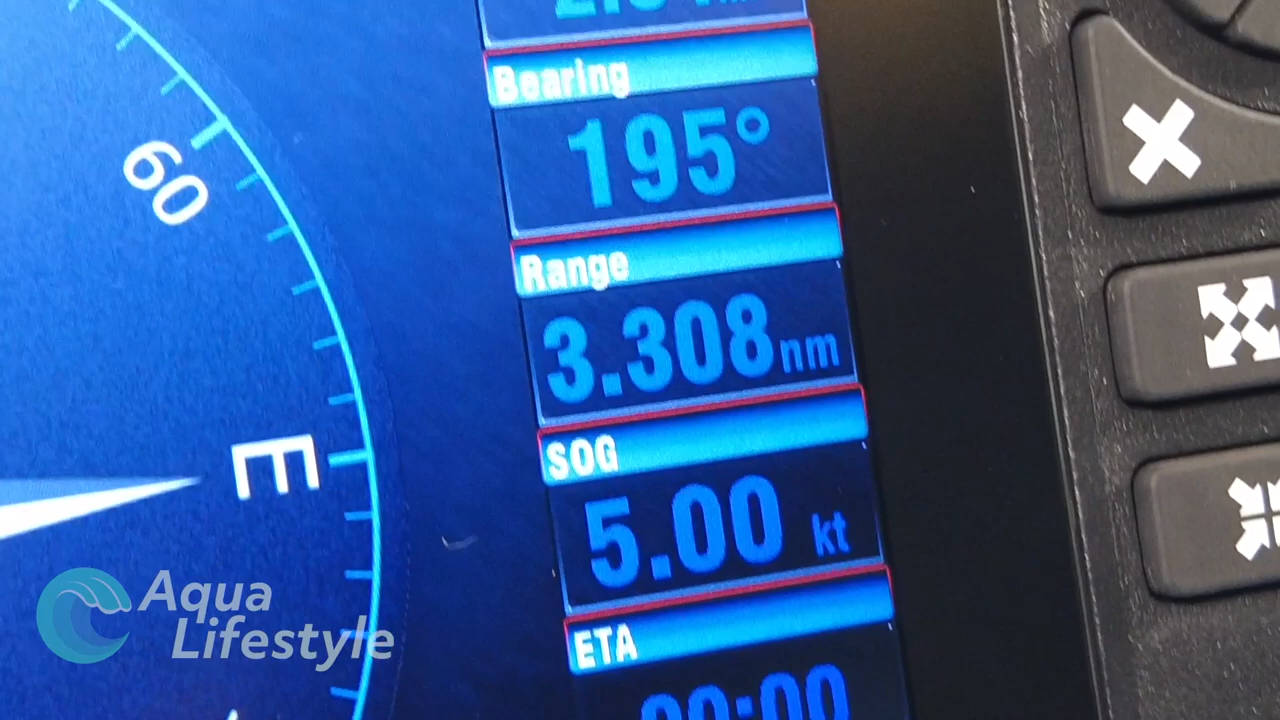 60
E
Bearing
195°
Range
3.308nm
SOG
5.00 kt
ETA
Aqua
Lifestyle